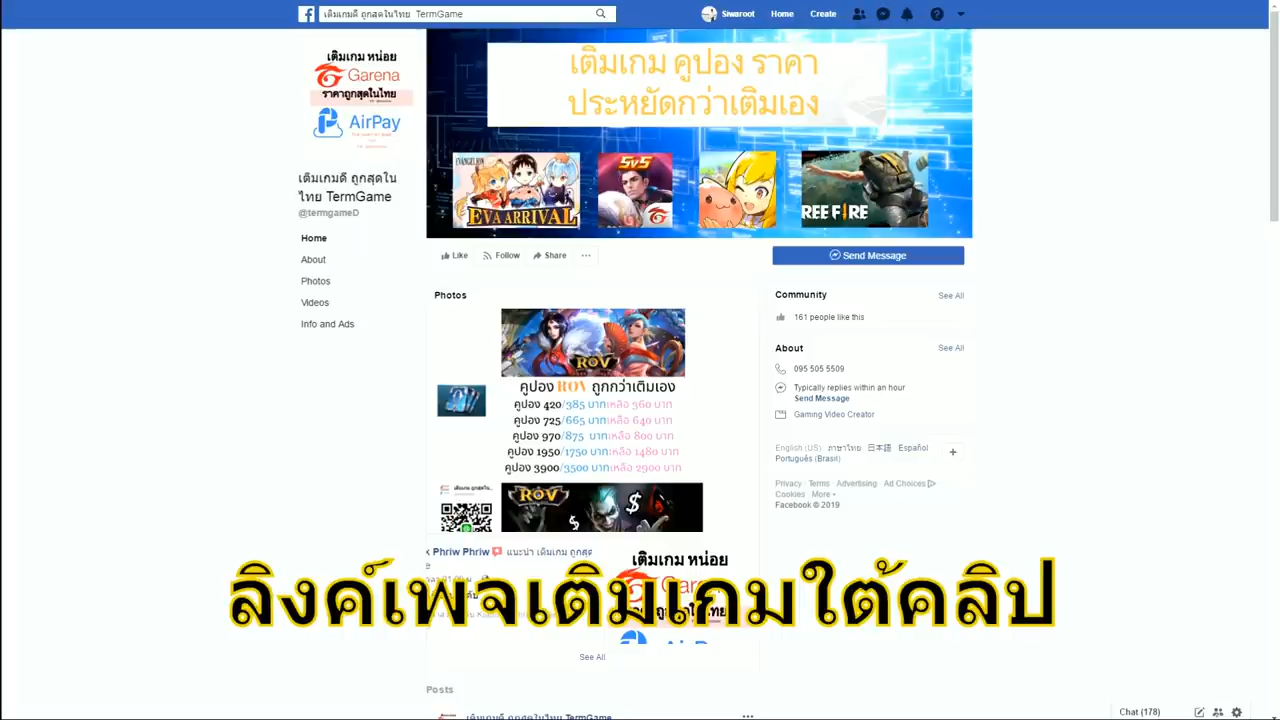 เติมเกมดี ถูกสุดในไทย TermGame
Siwaroot
Home
Create
เติมเกม หน่อย
Garena
ราคาถูกสุดในไทย
AirPay
เติมเกม คูปอง ราคา
ประหยัดกว่าเติมเอง
EVANGELION
EVA ARRIVAL
5V5
FREE FIRE
เติมเกมดี ถูกสุดใน
ไทย TermGame
@termgameD
Home
About
Photos
Videos
Info and Ads
Like
Follow
Share
Send Message
Photos
ROV
คูปอง ROV ถูกกว่าเติมเอง
คูปอง 420/385 บาทเหลือ 360 บาท
คูปอง 725/665 บาทเหลือ 640 บาท
คูปอง 970/875 บาทเหลือ 800 บาท
คูปอง 1950/1750 บาทเหลือ 1480 บาท
คูปอง 3900/3500 บาทเหลือ 2900 บาท
ROV
Community
See All
161 people like this
About
See All
095 505 5509
Typically replies within an hour
Send Message
Gaming Video Creator
English (US) · ภาษาไทย · 日本語 · Español ·
Português (Brasil)
Privacy · Terms · Advertising · Ad Choices ·
Cookies · More
Facebook © 2019
Phriw Phriw แนะนำ เติมเกม
เติมเกม หน่อย
ลิงค์เพจเติมเกมใต้คลิป
See All
Posts
เติมเกมดี ถูกสุดในไทย TermGame
Chat (178)